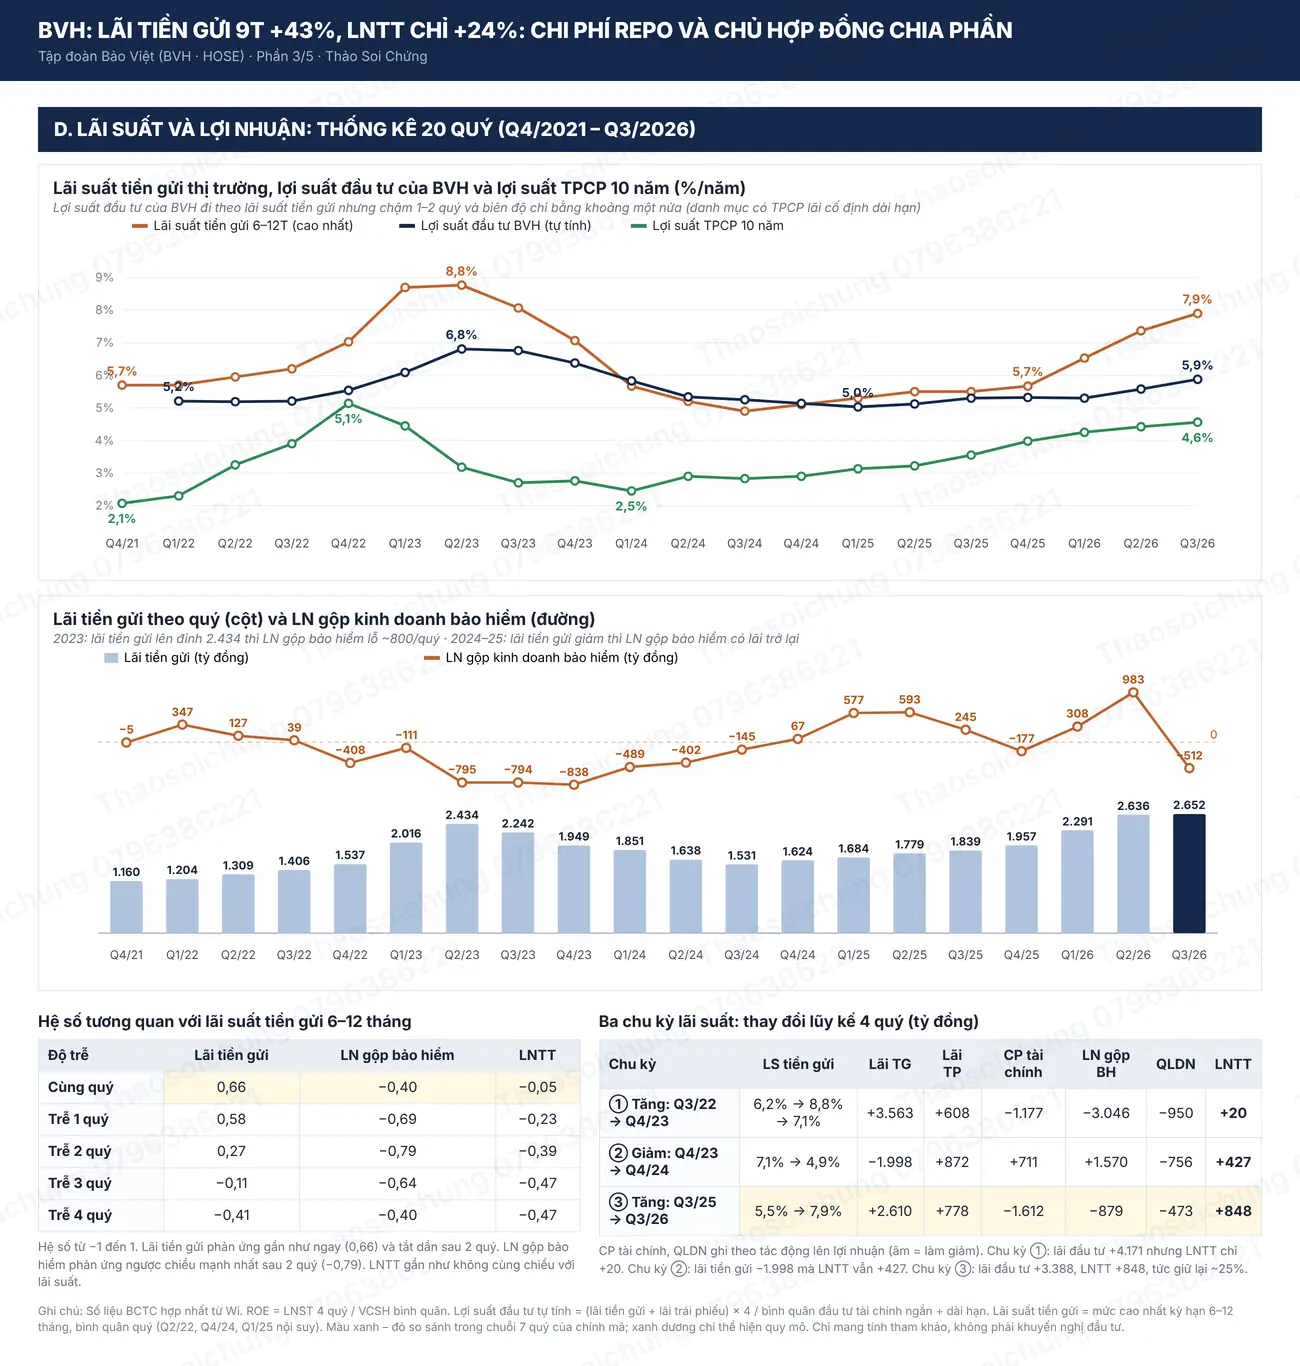 BVH: LÃI TIỀN GỬI 9T +43%, LNTT CHỈ +24%: CHI PHÍ REPO VÀ CHỦ HỢP ĐỒNG CHIA PHẦN
Tập đoàn Bảo Việt (BVH · HOSE) · Phần 3/5 · Thảo Soi Chứng
D. LÃI SUẤT VÀ LỢI NHUẬN: THỐNG KÊ 20 QUÝ (Q4/2021 – Q3/2026)
Lãi suất tiền gửi thị trường, lợi suất đầu tư của BVH và lợi suất TPCP 10 năm (%/năm)
Lợi suất đầu tư của BVH đi theo lãi suất tiền gửi nhưng chậm 1–2 quý và biên độ chỉ bằng khoảng một nửa (danh mục có TPCP lãi cố định dài hạn)
Lãi suất tiền gửi 6–12T (cao nhất) Lợi suất đầu tư BVH (tự tính) Lợi suất TPCP 10 năm
9%
8%
7%
6%
5%
4%
3%
2%
5,7% 8,8% 5,7% 7,9%
5,2% 6,8% 5,0% 5,9%
2,1% 5,1% 2,5% 4,6%
Q4/21 Q1/22 Q2/22 Q3/22 Q4/22 Q1/23 Q2/23 Q3/23 Q4/23 Q1/24 Q2/24 Q3/24 Q4/24 Q1/25 Q2/25 Q3/25 Q4/25 Q1/26 Q2/26 Q3/26
Lãi tiền gửi theo quý (cột) và LN gộp kinh doanh bảo hiểm (đường)
2023: lãi tiền gửi lên đỉnh 2.434 thì LN gộp bảo hiểm lỗ ~800/quý · 2024–25: lãi tiền gửi giảm thì LN gộp bảo hiểm có lãi trở lại
Lãi tiền gửi (tỷ đồng) LN gộp kinh doanh bảo hiểm (tỷ đồng)
−5 347 127 39 −408 −111 −795 −794 −838 −489 −402 −145 67 577 593 245 −177 308 983 −512
0
1.160 1.204 1.309 1.406 1.537 2.016 2.434 2.242 1.949 1.851 1.638 1.531 1.624 1.684 1.779 1.839 1.957 2.291 2.636 2.652
Q4/21 Q1/22 Q2/22 Q3/22 Q4/22 Q1/23 Q2/23 Q3/23 Q4/23 Q1/24 Q2/24 Q3/24 Q4/24 Q1/25 Q2/25 Q3/25 Q4/25 Q1/26 Q2/26 Q3/26
Hệ số tương quan với lãi suất tiền gửi 6–12 tháng
Độ trễ Lãi tiền gửi LN gộp bảo hiểm LNTT
Cùng quý 0,66 −0,40 −0,05
Trễ 1 quý 0,58 −0,69 −0,23
Trễ 2 quý 0,27 −0,79 −0,39
Trễ 3 quý −0,11 −0,64 −0,47
Trễ 4 quý −0,41 −0,40 −0,47
Hệ số từ −1 đến 1. Lãi tiền gửi phản ứng gần như ngay (0,66) và tắt dần sau 2 quý. LN gộp bảo
hiểm phản ứng ngược chiều mạnh nhất sau 2 quý (−0,79). LNTT gần như không cùng chiều với
lãi suất.
Ba chu kỳ lãi suất: thay đổi lũy kế 4 quý (tỷ đồng)
Chu kỳ LS tiền gửi Lãi TG Lãi TP CP tài chính LN gộp BH QLDN LNTT
① Tăng: Q3/22 → Q4/23 6,2% → 8,8% → 7,1% +3.563 +608 −1.177 −3.046 −950 +20
② Giảm: Q4/23 → Q4/24 7,1% → 4,9% −1.998 +872 +711 +1.570 −756 +427
③ Tăng: Q3/25 → Q3/26 5,5% → 7,9% +2.610 +778 −1.612 −879 −473 +848
CP tài chính, QLDN ghi theo tác động lên lợi nhuận (âm = làm giảm). Chu kỳ ①: lãi đầu tư +4.171 nhưng LNTT chỉ
+20. Chu kỳ ②: lãi tiền gửi −1.998 mà LNTT vẫn +427. Chu kỳ ③: lãi đầu tư +3.388, LNTT +848, tức giữ lại ~25%.
Ghi chú: Số liệu BCTC hợp nhất từ Wi. ROE = LNST 4 quý / VCSH bình quân. Lợi suất đầu tư tự tính = (lãi tiền gửi + lãi trái phiếu) × 4 / bình quân đầu tư tài chính ngắn + dài hạn. Lãi suất tiền gửi = mức cao nhất kỳ hạn 6–12
tháng, bình quân quý (Q2/22, Q4/24, Q1/25 nội suy). Màu xanh – đỏ so sánh trong chuỗi 7 quý của chính mã; xanh dương chỉ thể hiện quy mô. Chỉ mang tính tham khảo, không phải khuyến nghị đầu tư.
Thaosoichung 0796386221